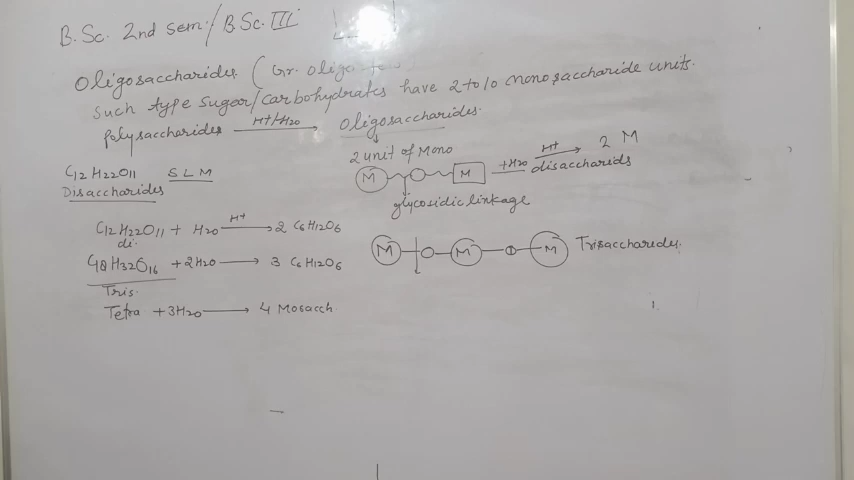 B.Sc. 2nd sem./B.Sc. III
Oligosaccharides. (Gr. oligo
Such type sugar/carbohydrates have 2 to 10 monosaccharide units.
Polysaccharides H+/H2O → Oligosaccharides.
2 unit of Mono
C12H22O11 S L M
Disaccharides
M O M +H2O H+ → 2 M
disaccharids
glycosidic linkage
C12H22O11 + H2O H+ → 2 C6H12O6
di.
C18H32O16 + 2H2O → 3 C6H12O6
Tris.
M O M O M Trisaccharides.
Tetra + 3H2O → 4 Mosacch.